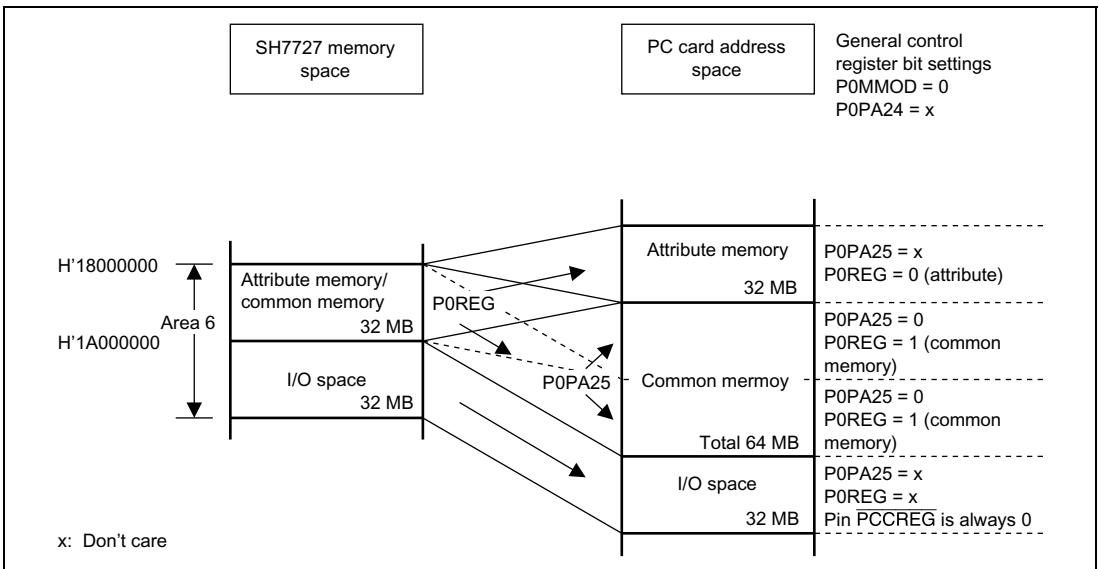 SH7727 memory
space
PC card address
space
General control
register bit settings
P0MMOD = 0
P0PA24 = x
H'18000000
Area 6
H'1A000000
Attribute memory/
common memory
32 MB
I/O space
32 MB
P0REG
P0PA25
Attribute memory
32 MB
Common mermoy
Total 64 MB
I/O space
32 MB
P0PA25 = x
P0REG = 0 (attribute)
P0PA25 = 0
P0REG = 1 (common
memory)
P0PA25 = 0
P0REG = 1 (common
memory)
P0PA25 = x
P0REG = x
Pin PCCREG is always 0
x: Don't care